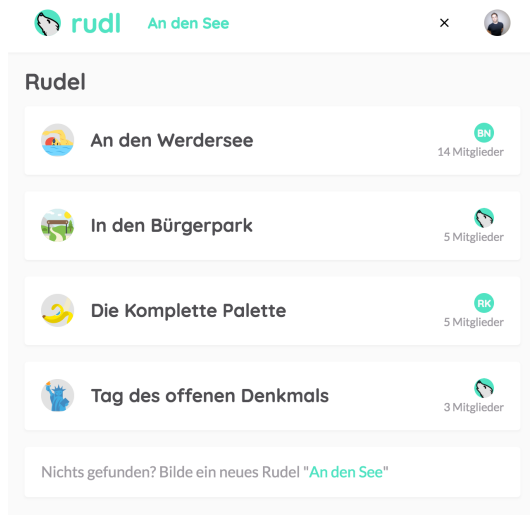 rudl An den See ×
Rudel
An den Werdersee
BN
14 Mitglieder
In den Bürgerpark
5 Mitglieder
Die Komplette Palette
RK
5 Mitglieder
Tag des offenen Denkmals
3 Mitglieder
Nichts gefunden? Bilde ein neues Rudel "An den See"